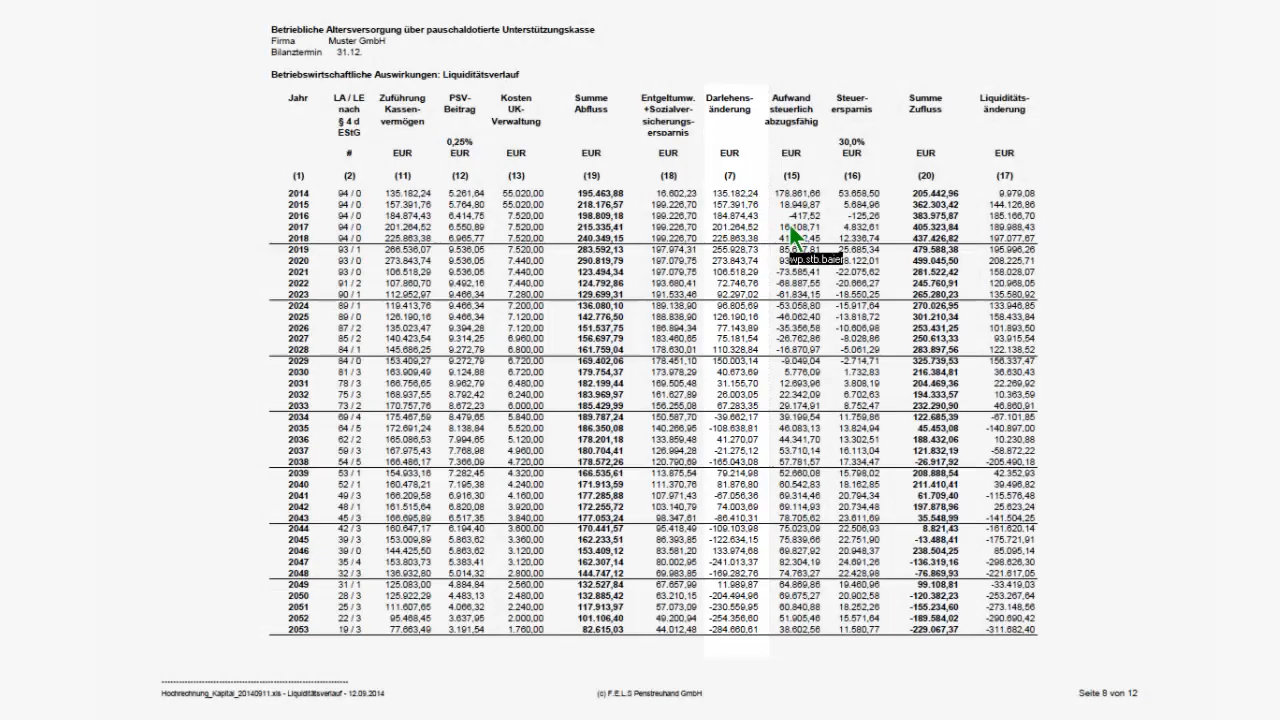 Betriebliche Altersversorgung über pauschaldotierte Unterstützungskasse
Firma Muster GmbH
Bilanztermin 31.12.
Betriebswirtschaftliche Auswirkungen: Liquiditätsverlauf
Jahr LA / LE Zuführung PSV- Kosten Summe Entgeltumw. Darlehens- Aufwand Steuer- Summe Liquiditäts-
nach Kassen- Beitrag UK- Abfluss +Sozialver- änderung steuerlich ersparnis Zufluss änderung
§ 4 d vermögen Verwaltung sicherungs- abzugsfähig
EStG ersparnis
0,25% 30,0%
# EUR EUR EUR EUR EUR EUR EUR EUR EUR EUR
(1) (2) (11) (12) (13) (19) (18) (7) (15) (16) (20) (17)
2014 94 / 0 135.182,24 5.261,64 55.020,00 195.463,88 16.602,23 135.182,24 178.861,66 53.658,50 205.442,96 9.979,08
2015 94 / 0 157.391,76 5.764,80 55.020,00 218.176,57 199.226,70 157.391,76 18.949,87 5.684,96 362.303,42 144.126,86
2016 94 / 0 184.874,43 6.414,75 7.520,00 198.809,18 199.226,70 184.874,43 -417,52 -125,26 383.975,87 185.166,70
2017 94 / 0 201.264,52 6.550,89 7.520,00 215.335,41 199.226,70 201.264,52 4.832,61 405.323,84 189.988,43
2018 94 / 0 225.863,38 6.965,77 7.520,00 240.349,15 199.226,70 225.863,38 12.336,74 437.426,82 197.077,67
2019 93 / 1 266.536,07 9.536,05 7.520,00 283.592,13 197.974,31 255.928,73 25.685,34 479.588,38 195.996,26
2020 93 / 0 273.843,74 9.536,05 7.440,00 290.819,79 197.079,75 273.843,74 499.045,50 208.225,71
2021 93 / 0 106.518,29 9.536,05 7.440,00 123.494,34 197.079,75 106.518,29 -73.585,41 -22.075,62 281.522,42 158.028,07
2022 91 / 2 107.860,70 9.492,16 7.440,00 124.792,86 193.680,41 72.746,76 -68.887,55 -20.666,27 245.760,91 120.968,05
2023 90 / 1 112.952,97 9.466,34 7.280,00 129.699,31 191.533,46 92.297,02 -61.834,15 -18.550,25 265.280,23 135.580,92
2024 89 / 1 119.413,76 9.466,34 7.200,00 136.080,10 189.138,90 96.805,69 -53.058,80 -15.917,64 270.026,95 133.946,85
2025 89 / 0 126.190,16 9.466,34 7.120,00 142.776,50 188.838,90 126.190,16 -46.062,40 -13.818,72 301.210,34 158.433,84
2026 87 / 2 135.023,47 9.394,28 7.120,00 151.537,75 186.894,34 77.143,89 -35.356,58 -10.606,98 253.431,25 101.893,50
2027 85 / 2 140.423,54 9.314,25 6.960,00 156.697,79 183.460,65 75.181,54 -26.762,86 -8.028,86 250.613,33 93.915,54
2028 84 / 1 145.686,25 9.272,79 6.800,00 161.759,04 178.630,01 110.328,84 -16.870,97 -5.061,29 283.897,56 122.138,52
2029 84 / 0 153.409,27 9.272,79 6.720,00 169.402,06 178.451,10 150.003,14 -9.049,04 -2.714,71 325.739,53 156.337,47
2030 81 / 3 163.909,49 9.124,88 6.720,00 179.754,37 173.978,29 40.673,69 5.776,09 1.732,83 216.384,81 36.630,43
2031 78 / 3 166.756,65 8.962,79 6.480,00 182.199,44 169.505,48 31.155,70 12.693,96 3.808,19 204.469,36 22.269,92
2032 75 / 3 168.937,55 8.792,42 6.240,00 183.969,97 161.627,89 26.003,05 22.342,09 6.702,63 194.333,57 10.363,59
2033 73 / 2 170.757,76 8.672,23 6.000,00 185.429,99 156.255,08 67.283,35 29.174,91 8.752,47 232.290,90 46.860,91
2034 69 / 4 175.467,59 8.479,65 5.840,00 189.787,24 150.587,70 -39.662,17 39.199,54 11.759,86 122.685,39 -67.101,85
2035 64 / 5 172.691,24 8.138,84 5.520,00 186.350,08 140.266,95 -108.638,81 46.083,13 13.824,94 45.453,08 -140.897,00
2036 62 / 2 165.086,53 7.994,65 5.120,00 178.201,18 133.859,48 41.270,07 44.341,70 13.302,51 188.432,06 10.230,88
2037 59 / 3 167.975,43 7.768,98 4.960,00 180.704,41 126.994,28 -21.275,12 53.710,14 16.113,04 121.832,19 -58.872,22
2038 54 / 5 166.486,17 7.366,09 4.720,00 178.572,26 120.790,69 -165.043,08 57.781,57 17.334,47 -26.917,92 -205.490,18
2039 53 / 1 154.933,16 7.282,45 4.320,00 166.535,61 113.875,54 79.214,98 52.660,08 15.798,02 208.888,54 42.352,93
2040 52 / 1 160.478,21 7.195,38 4.240,00 171.913,59 111.370,76 81.876,80 60.542,83 18.162,85 211.410,41 39.496,82
2041 49 / 3 166.209,58 6.916,30 4.160,00 177.285,88 107.971,43 -67.056,36 69.314,46 20.794,34 61.709,40 -115.576,48
2042 48 / 1 161.515,64 6.820,08 3.920,00 172.255,72 103.140,79 74.003,69 69.114,93 20.734,48 197.878,96 25.623,24
2043 45 / 3 166.695,89 6.517,35 3.840,00 177.053,24 98.347,61 -86.410,31 78.705,62 23.611,69 35.548,99 -141.504,25
2044 42 / 3 160.647,17 6.194,40 3.600,00 170.441,57 95.418,49 -109.103,98 75.023,09 22.506,93 8.821,43 -161.620,14
2045 39 / 3 153.009,89 5.863,62 3.360,00 162.233,51 86.393,85 -122.634,15 75.839,66 22.751,90 -13.488,41 -175.721,91
2046 39 / 0 144.425,50 5.863,62 3.120,00 153.409,12 83.581,20 133.974,68 69.827,92 20.948,37 238.504,25 85.095,14
2047 35 / 4 153.803,73 5.383,41 3.120,00 162.307,14 80.002,95 -241.013,37 82.304,19 24.691,26 -136.319,16 -298.626,30
2048 32 / 3 136.932,80 5.014,32 2.800,00 144.747,12 69.983,85 -169.282,76 74.763,27 22.428,98 -76.869,93 -221.617,05
2049 31 / 1 125.083,00 4.884,84 2.560,00 132.527,84 67.657,99 11.989,87 64.869,86 19.460,96 99.108,81 -33.419,03
2050 28 / 3 125.922,29 4.483,13 2.480,00 132.885,42 63.210,15 -204.494,96 69.675,27 20.902,58 -120.382,23 -253.267,64
2051 25 / 3 111.607,65 4.066,32 2.240,00 117.913,97 57.073,09 -230.559,95 60.840,88 18.252,26 -155.234,60 -273.148,56
2052 22 / 3 95.468,45 3.637,95 2.000,00 101.106,40 49.200,94 -254.356,60 51.905,46 15.571,64 -189.584,02 -290.690,42
2053 19 / 3 77.663,49 3.191,54 1.760,00 82.615,03 44.012,48 -284.660,61 38.602,56 11.580,77 -229.067,37 -311.682,40
wp.stb.baier
Hochrechnung_Kapital_20140911.xls - Liquiditätsverlauf - 12.09.2014 (c) F.E.L.S Penstreuhand GmbH Seite 8 von 12